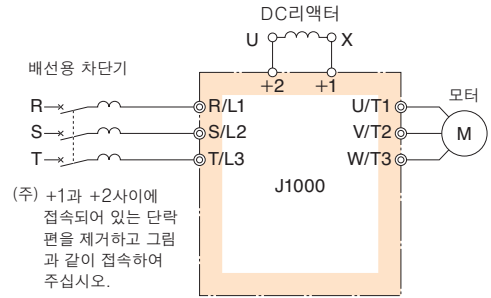 DC리액터
U X
배선용 차단기
+2 +1
모터
R R/L1 U/T1
S S/L2 V/T2 M
T T/L3 W/T3
J1000
(주) +1과 +2사이에
접속되어 있는 단락
편을 제거하고 그림
과 같이 접속하여
주십시오.